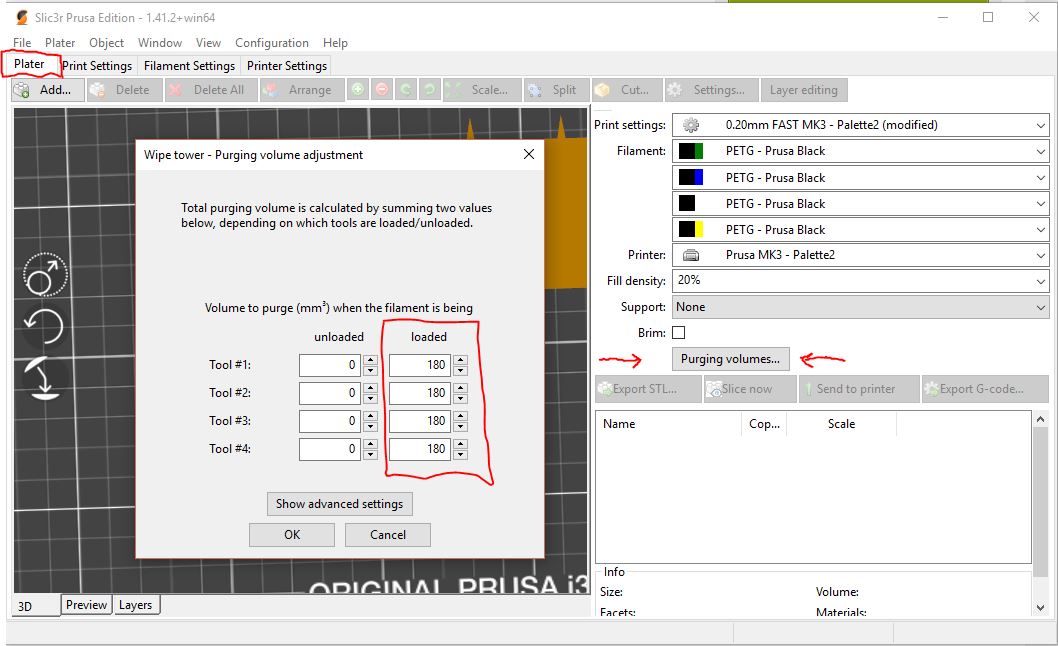 Slic3r Prusa Edition - 1.41.2+win64
File Plater Object Window View Configuration Help
Plater Print Settings Filament Settings Printer Settings
Add... Delete Delete All Arrange Scale... Split Cut... Settings... Layer editing
Wipe tower - Purging volume adjustment
Total purging volume is calculated by summing two values
below, depending on which tools are loaded/unloaded.
Volume to purge (mm³) when the filament is being
unloaded loaded
Tool #1: 0 180
Tool #2: 0 180
Tool #3: 0 180
Tool #4: 0 180
Show advanced settings
OK Cancel
ORIGINAL PRUSA i3
3D Preview Layers
Print settings: 0.20mm FAST MK3 - Palette2 (modified)
Filament: PETG - Prusa Black
PETG - Prusa Black
PETG - Prusa Black
PETG - Prusa Black
Printer: Prusa MK3 - Palette2
Fill density: 20%
Support: None
Brim:
Purging volumes...
Export STL... Slice now Send to printer Export G-code...
Name Cop... Scale
Info
Size: Volume:
Facets: Materials: